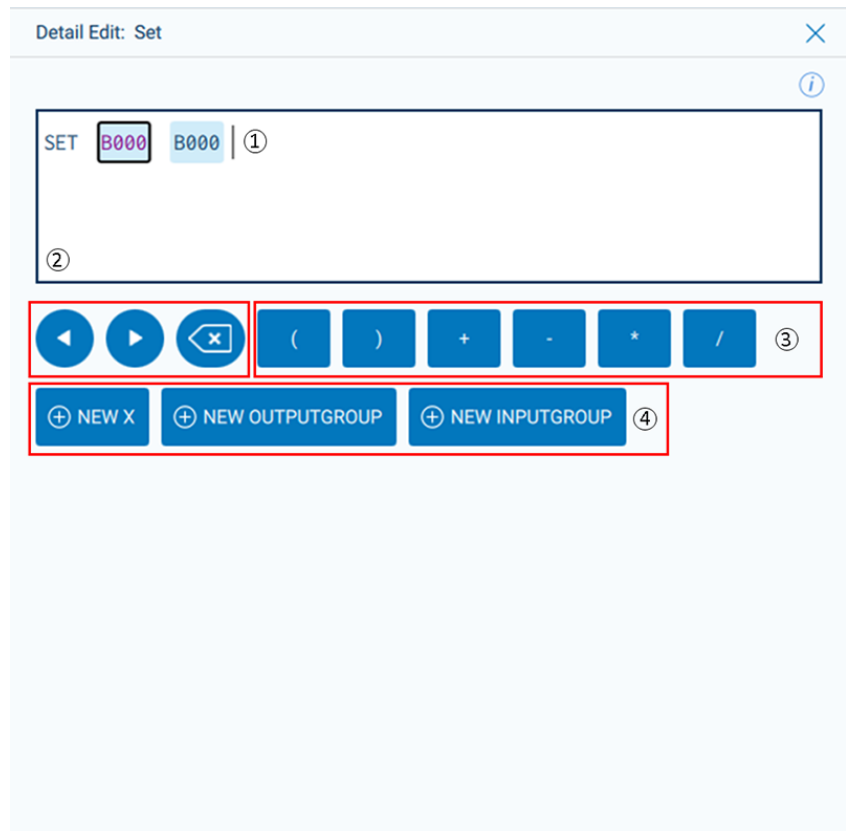 Detail Edit: Set
SET B000 B000 ①
②
( ) + - * / ③
NEW X NEW OUTPUTGROUP NEW INPUTGROUP ④